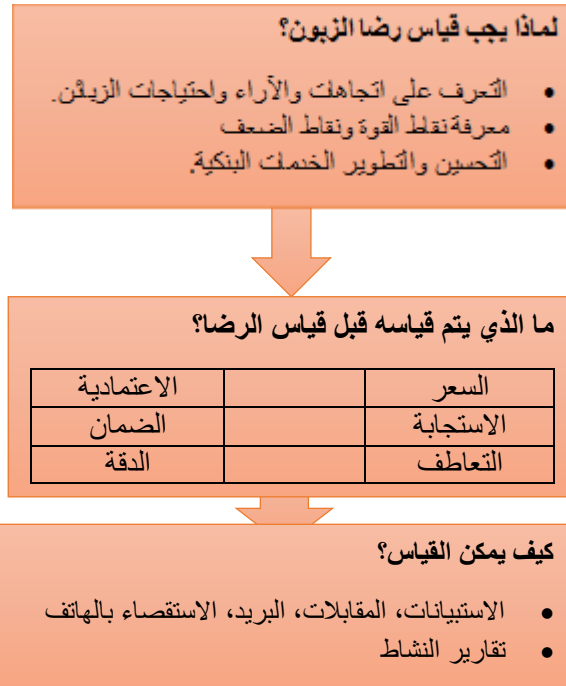 لماذا يجب قياس رضا الزبون؟
• التعرف على اتجاهات والآراء واحتياجات الزبائن.
• معرفة نقاط القوة ونقاط الضعف
• التحسين والتطوير الخدمات البنكية.
ما الذي يتم قياسه قبل قياس الرضا؟
السعر الاعتمادية
الاستجابة الضمان
التعاطف الدقة
كيف يمكن القياس؟
• الاستبيانات، المقابلات، البريد، الاستقصاء بالهاتف
• تقارير النشاط